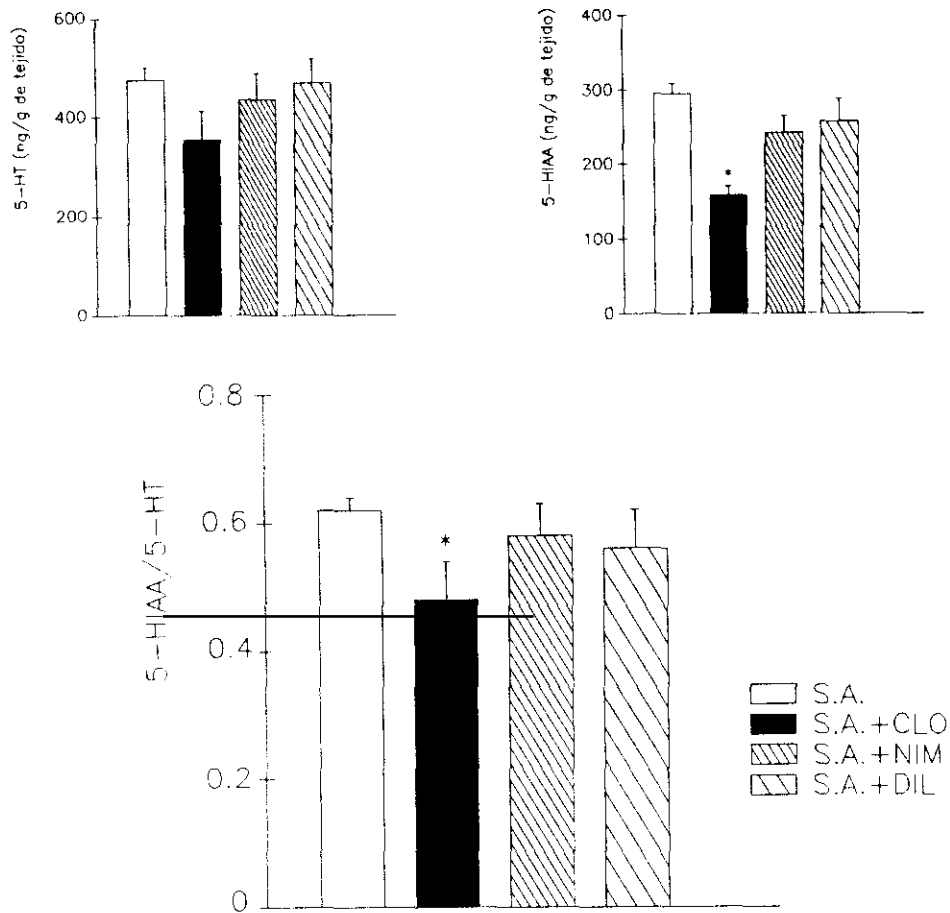 5-HT (ng/g de tejido)
600
400
200
0
5-HIAA (ng/g de tejido)
400
300
200
100
0
*
5-HIAA/5-HT
0.8
0.6
0.4
0.2
0
*
S.A.
S.A.+CLO
S.A.+NIM
S.A.+DIL